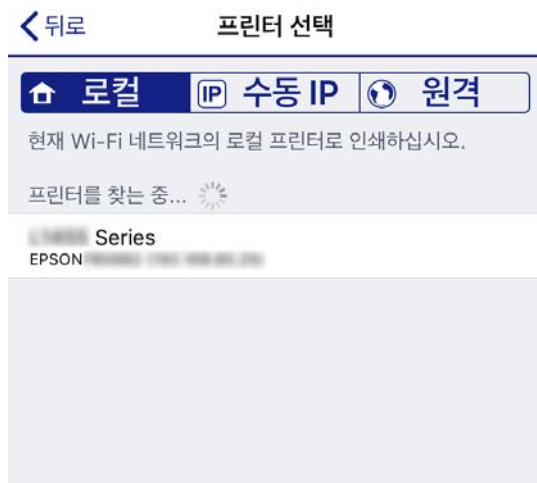 뒤로 프린터 선택
로컬 IP 수동 IP 원격
현재 Wi-Fi 네트워크의 로컬 프린터로 인쇄하십시오.
프린터를 찾는 중...
Series
EPSON